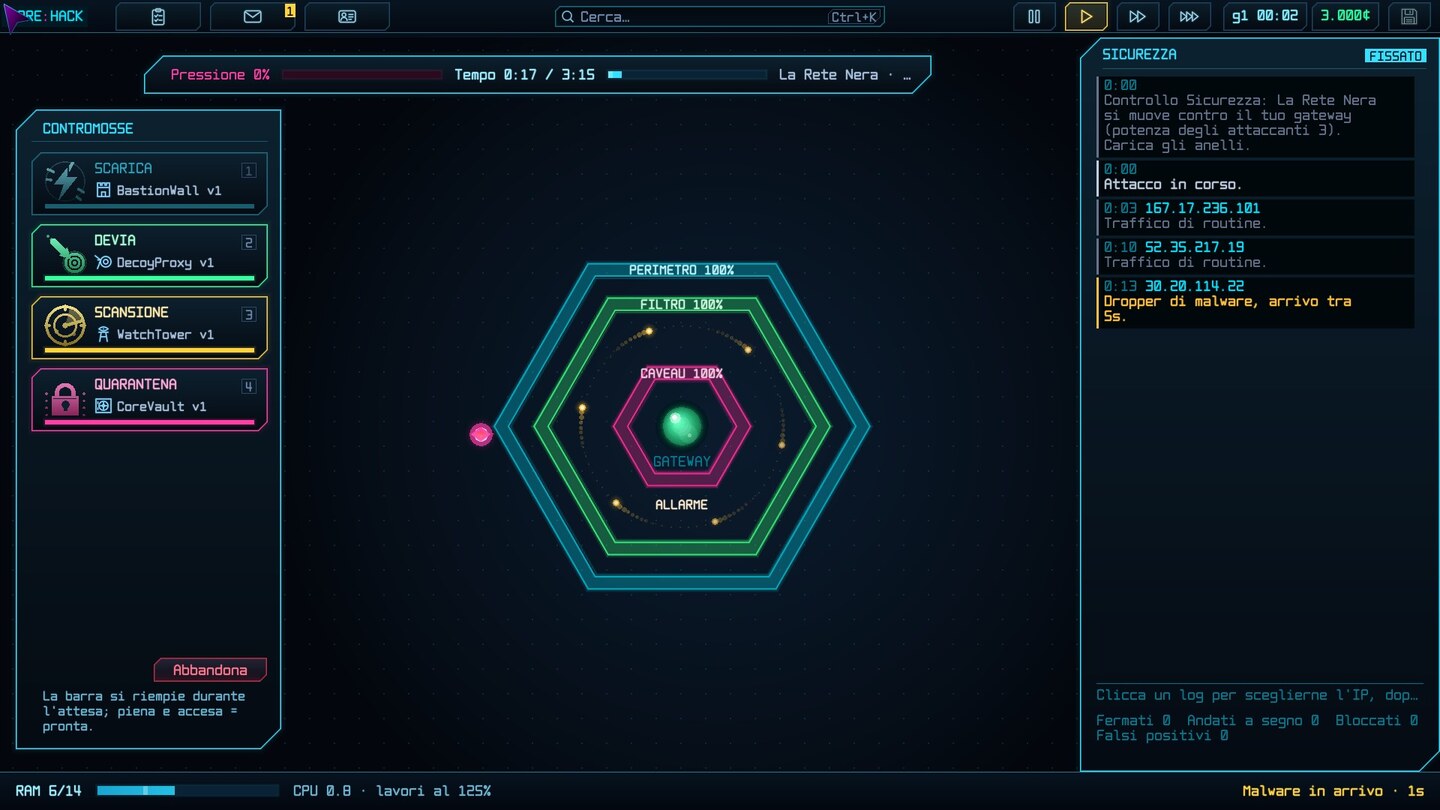 RE:HACK
1
Cerca…
Ctrl+K
g1 00:02
3.000¢
Pressione 0%
Tempo 0:17 / 3:15
La Rete Nera · …
CONTROMOSSE
SCARICA
1
BastionWall v1
DEVIA
2
DecoyProxy v1
SCANSIONE
3
WatchTower v1
QUARANTENA
4
CoreVault v1
Abbandona
La barra si riempie durante
l'attesa; piena e accesa =
pronta.
PERIMETRO 100%
FILTRO 100%
CAVEAU 100%
GATEWAY
ALLARME
SICUREZZA
FISSATO
0:00
Controllo Sicurezza: La Rete Nera
si muove contro il tuo gateway
(potenza degli attaccanti 3).
Carica gli anelli.
0:00
Attacco in corso.
0:03 167.17.236.101
Traffico di routine.
0:10 52.35.217.19
Traffico di routine.
0:13 30.20.114.22
Dropper di malware, arrivo tra
5s.
Clicca un log per sceglierne l'IP, dop…
Fermati 0 Andati a segno 0 Bloccati 0
Falsi positivi 0
RAM 6/14
CPU 0.8 · lavori al 125%
Malware in arrivo · 1s